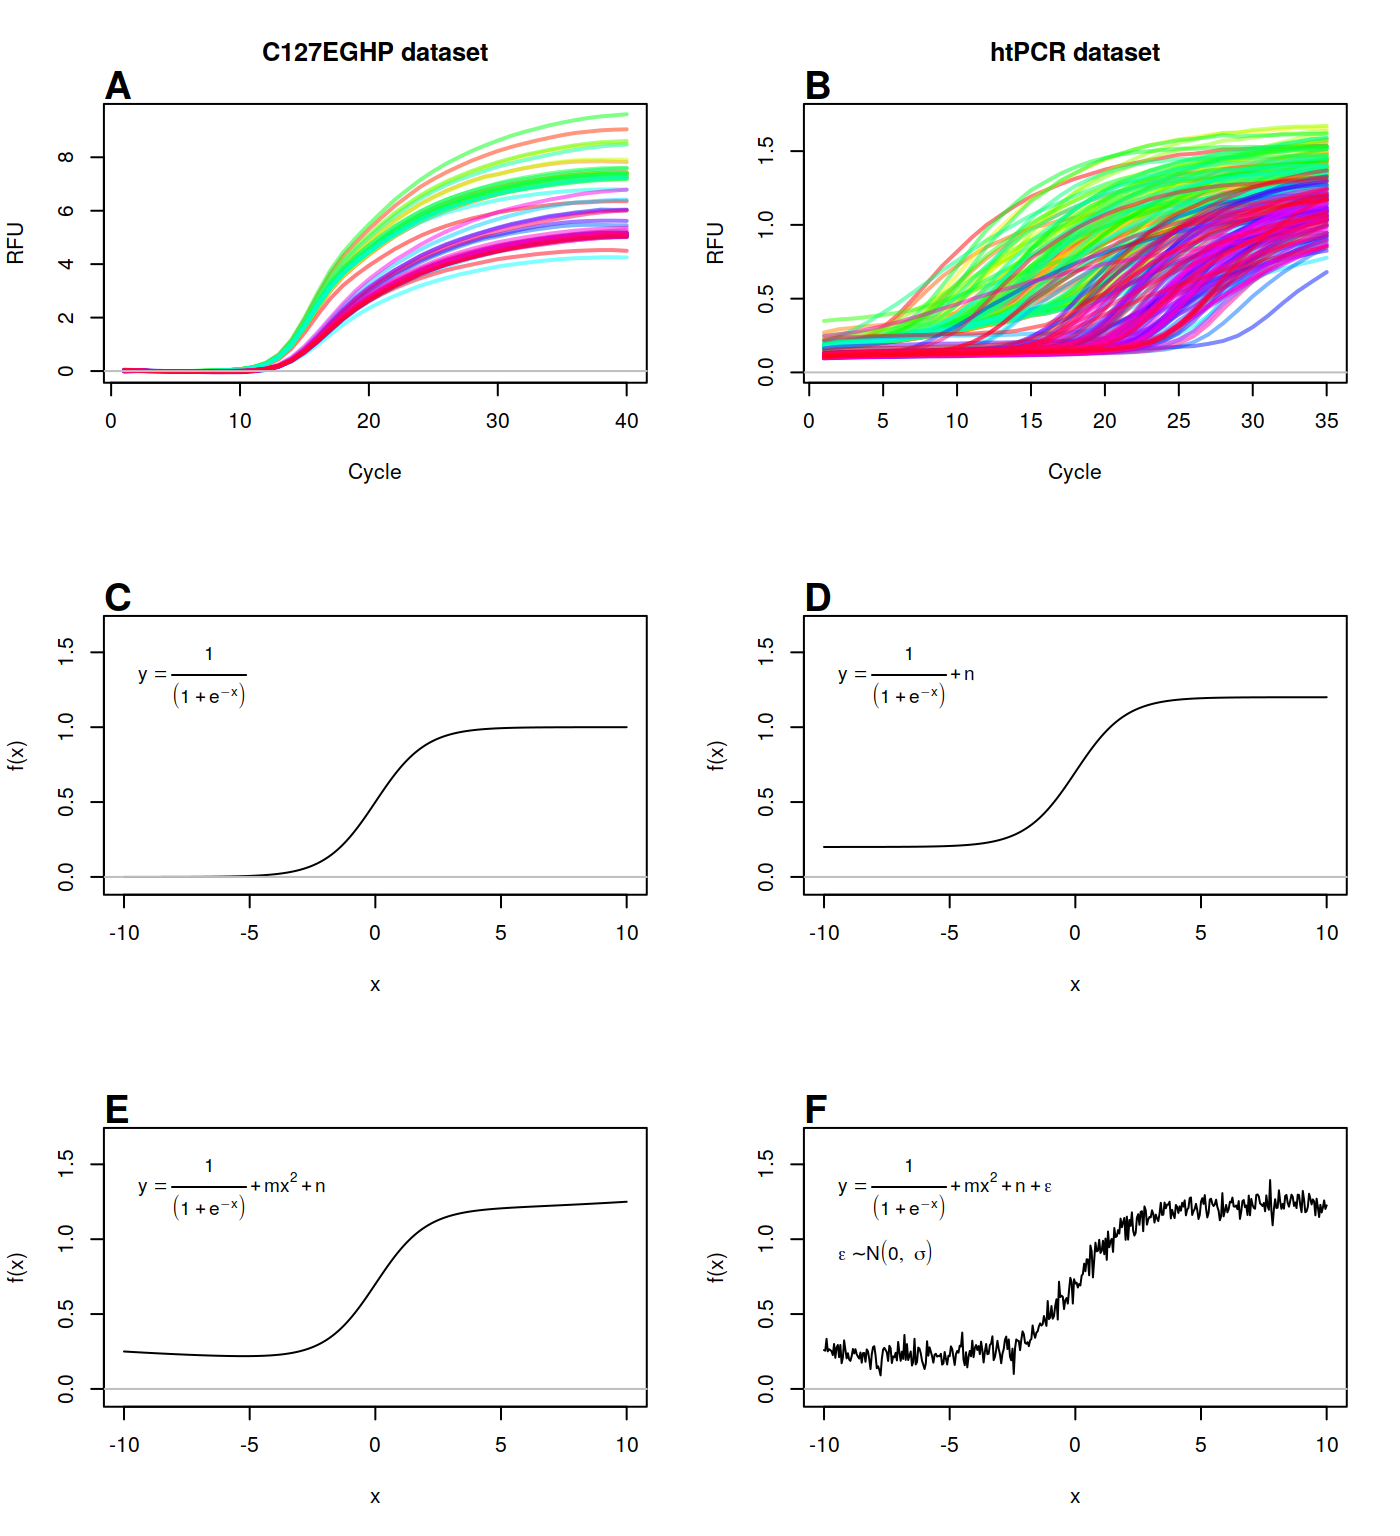 C127EGHP dataset
A
RFU
0 2 4 6 8
0 10 20 30 40
Cycle
htPCR dataset
B
RFU
0.0 0.5 1.0 1.5
0 5 10 15 20 25 30 35
Cycle
C
y = 1 / (1 + e^−x)
f(x)
0.0 0.5 1.0 1.5
-10 -5 0 5 10
x
D
y = 1 / (1 + e^−x) + n
f(x)
0.0 0.5 1.0 1.5
-10 -5 0 5 10
x
E
y = 1 / (1 + e^−x) + mx² + n
f(x)
0.0 0.5 1.0 1.5
-10 -5 0 5 10
x
F
y = 1 / (1 + e^−x) + mx² + n + ε
ε ~N(0, σ)
f(x)
0.0 0.5 1.0 1.5
-10 -5 0 5 10
x